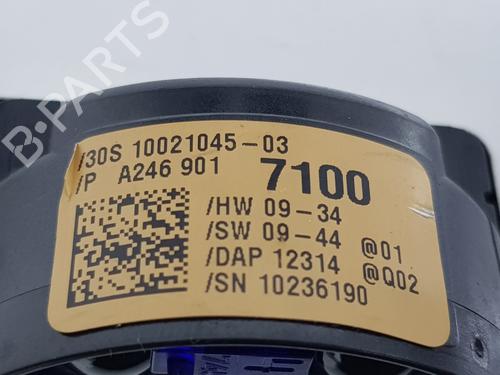 B-PARTS
/30S 10021045-03
/P A246 901 7100
/HW 09-34
/SW 09-44 @01
/DAP 12314 @Q02
/SN 10236190